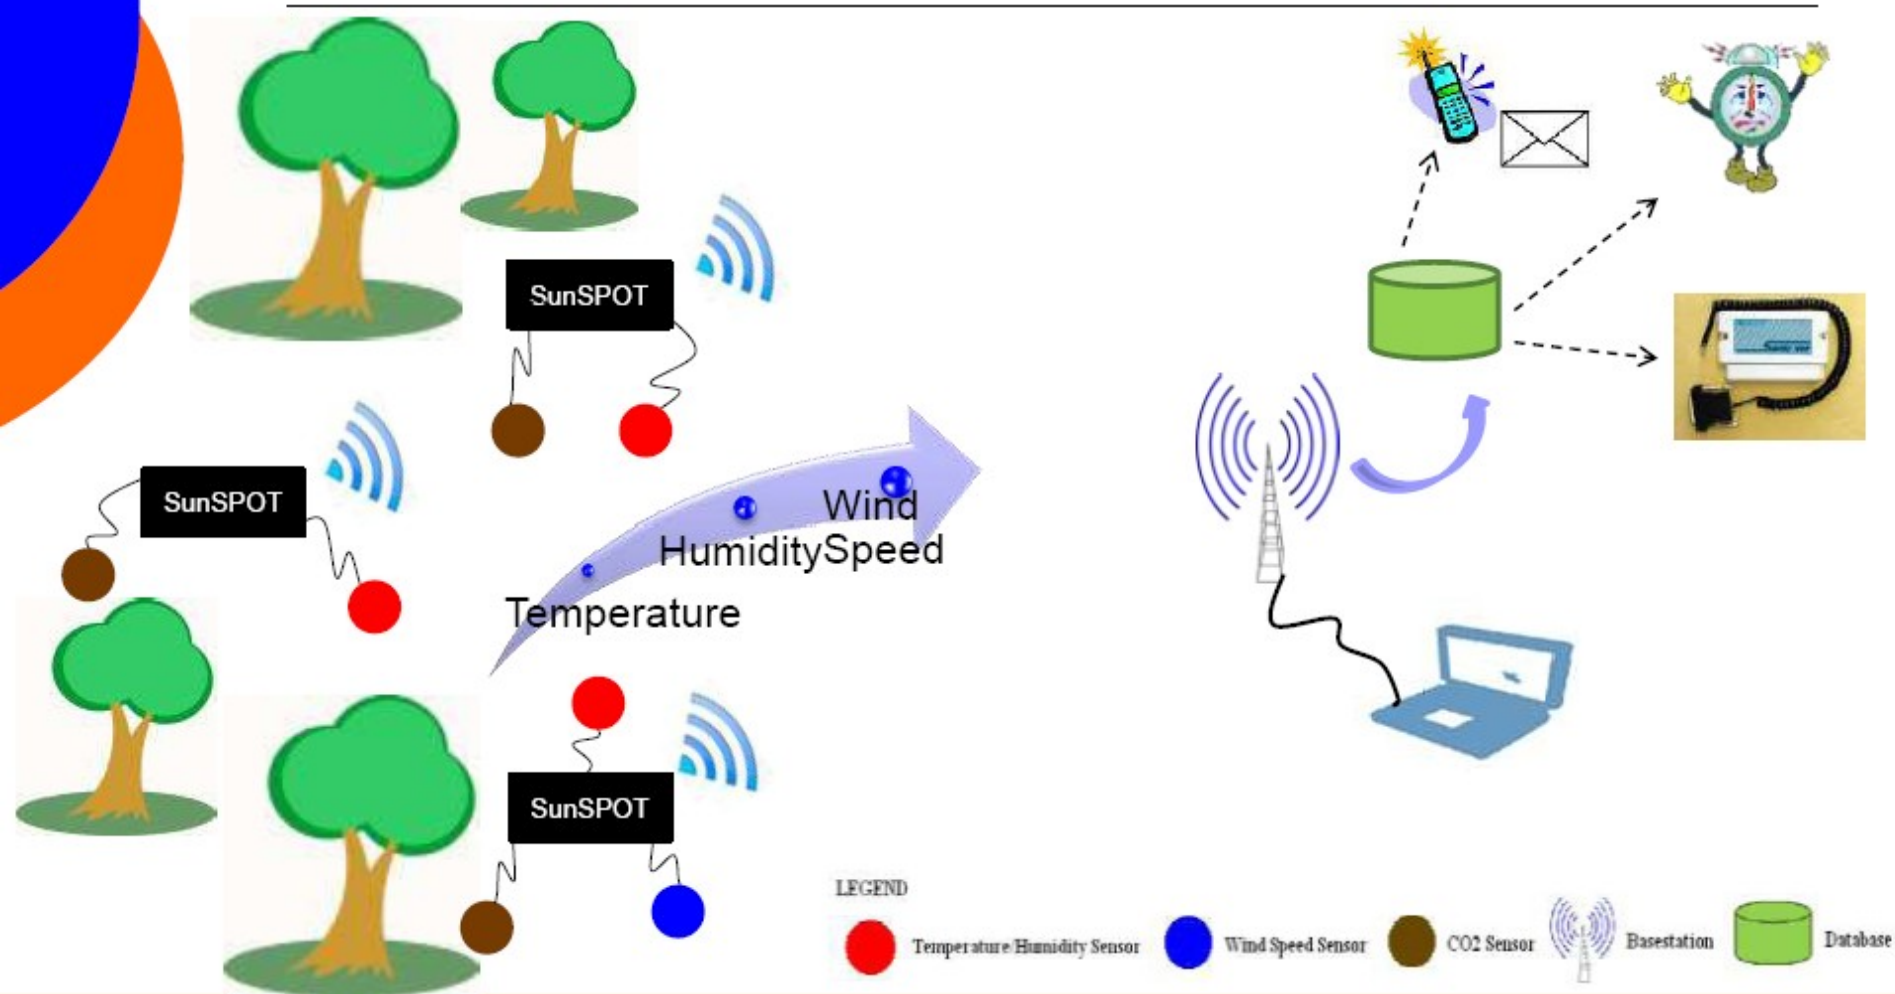 SunSPOT
SunSPOT
Wind
HumiditySpeed
Temperature
SunSPOT
LEGEND
Temperature/Humidity Sensor
Wind Speed Sensor
CO2 Sensor
Basestation
Database